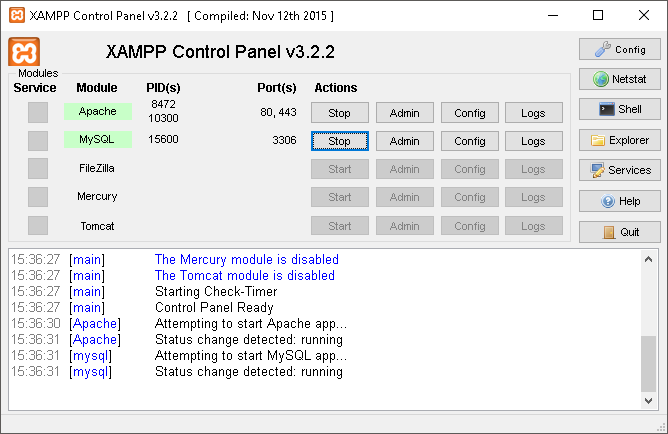 XAMPP Control Panel v3.2.2 [ Compiled: Nov 12th 2015 ]
XAMPP Control Panel v3.2.2
Config
Modules
Service Module PID(s) Port(s) Actions
Netstat
Apache 8472 10300 80, 443 Stop Admin Config Logs
Shell
MySQL 15600 3306 Stop Admin Config Logs
Explorer
FileZilla Start Admin Config Logs
Services
Mercury Start Admin Config Logs
Help
Tomcat Start Admin Config Logs
Quit
15:36:27 [main] The Mercury module is disabled
15:36:27 [main] The Tomcat module is disabled
15:36:27 [main] Starting Check-Timer
15:36:27 [main] Control Panel Ready
15:36:30 [Apache] Attempting to start Apache app...
15:36:31 [Apache] Status change detected: running
15:36:31 [mysql] Attempting to start MySQL app...
15:36:31 [mysql] Status change detected: running